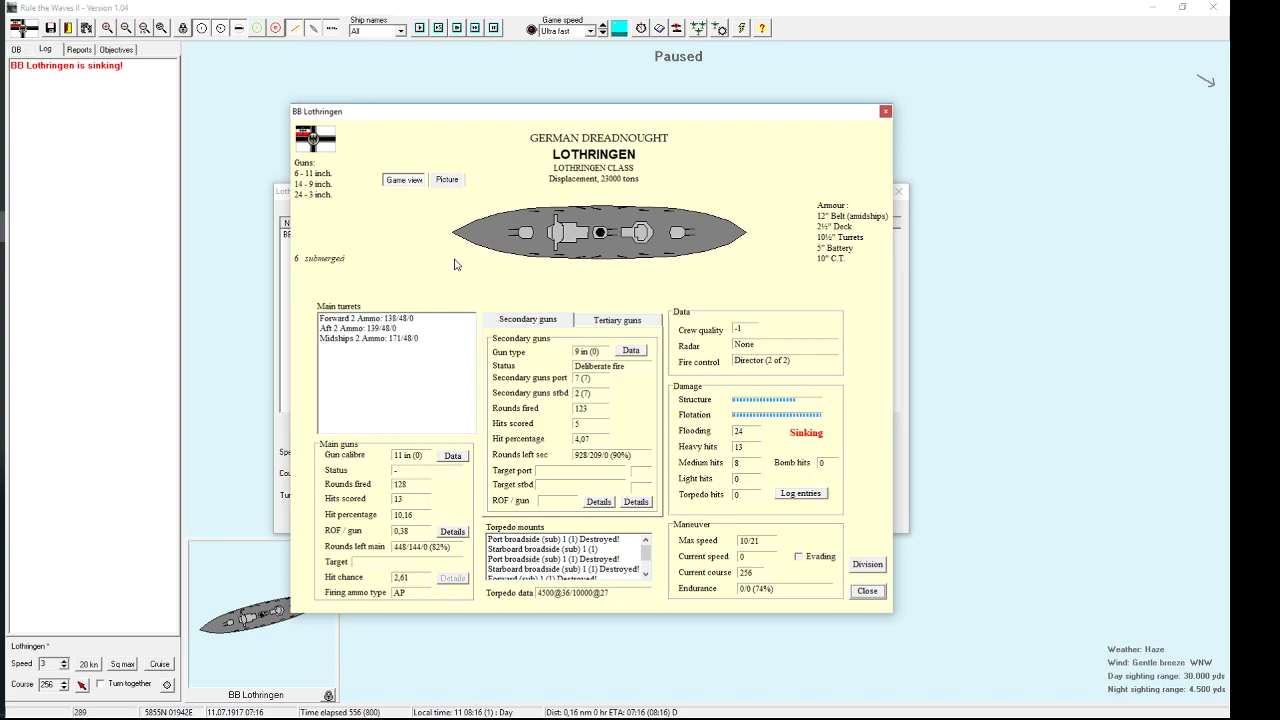 Rule the Waves II - Version 1.04
Ship names
All
Game speed
Ultra fast
OB
Log
Reports
Objectives
BB Lothringen is sinking!
Paused
BB Lothringen
GERMAN DREADNOUGHT
LOTHRINGEN
LOTHRINGEN CLASS
Displacement, 23000 tons
Guns:
6 - 11 inch.
14 - 9 inch.
24 - 3 inch.
Game view
Picture
Armour:
12" Belt (amidships)
2½" Deck
10½" Turrets
5" Battery
10" C.T.
6 submerged
Main turrets
Forward 2 Ammo: 138/48/0
Aft 2 Ammo: 139/48/0
Midships 2 Ammo: 171/48/0
Main guns
Gun calibre 11 in (0) Data
Status -
Rounds fired 128
Hits scored 13
Hit percentage 10,16
ROF / gun 0,38 Details
Rounds left main 448/144/0 (82%)
Target
Hit chance 2,61 Details
Firing ammo type AP
Secondary guns
Tertiary guns
Secondary guns
Gun type 9 in (0) Data
Status Deliberate fire
Secondary guns port 7 (7)
Secondary guns stbd 2 (7)
Rounds fired 123
Hits scored 5
Hit percentage 4,07
Rounds left sec 928/209/0 (90%)
Target port
Target stbd
ROF / gun Details Details
Torpedo mounts
Port broadside (sub) 1 (1) Destroyed!
Starboard broadside (sub) 1 (1)
Port broadside (sub) 1 (1) Destroyed!
Starboard broadside (sub) 1 (1) Destroyed!
Forward (sub) 1 (1) Destroyed!
Torpedo data 4500@36/10000@27
Data
Crew quality -1
Radar None
Fire control Director (2 of 2)
Damage
Structure
Flotation
Flooding 24 Sinking
Heavy hits 13
Medium hits 8 Bomb hits 0
Light hits 0
Torpedo hits 0 Log entries
Maneuver
Max speed 10/21
Current speed 0 Evading
Current course 256
Endurance 0/0 (74%)
Division
Close
Lothringen *
Speed 3 20 kn Sq max Cruise
Course 256 Turn together
BB Lothringen
Weather: Haze
Wind: Gentle breeze WNW
Day sighting range: 30.000 yds
Night sighting range: 4.500 yds
289 5855N 01942E 11.07.1917 07:16 Time elapsed 556 (800) Local time: 11 08:16 (1) : Day Dist: 0,16 nm 0 hr ETA: 07:16 (08:16) D